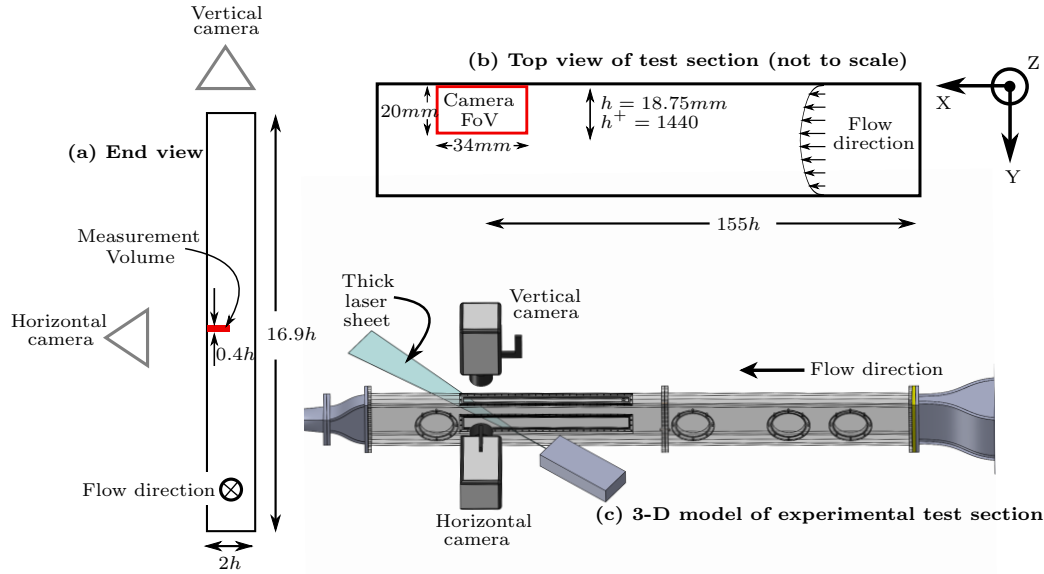 Vertical
camera
(a) End view
Measurement
Volume
Horizontal
camera
0.4h
16.9h
Flow direction
2h
(b) Top view of test section (not to scale)
20mm
Camera
FoV
34mm
h = 18.75mm
h⁺ = 1440
Flow
direction
155h
X
Z
Y
Thick
laser
sheet
Vertical
camera
Flow direction
Horizontal
camera
(c) 3-D model of experimental test section